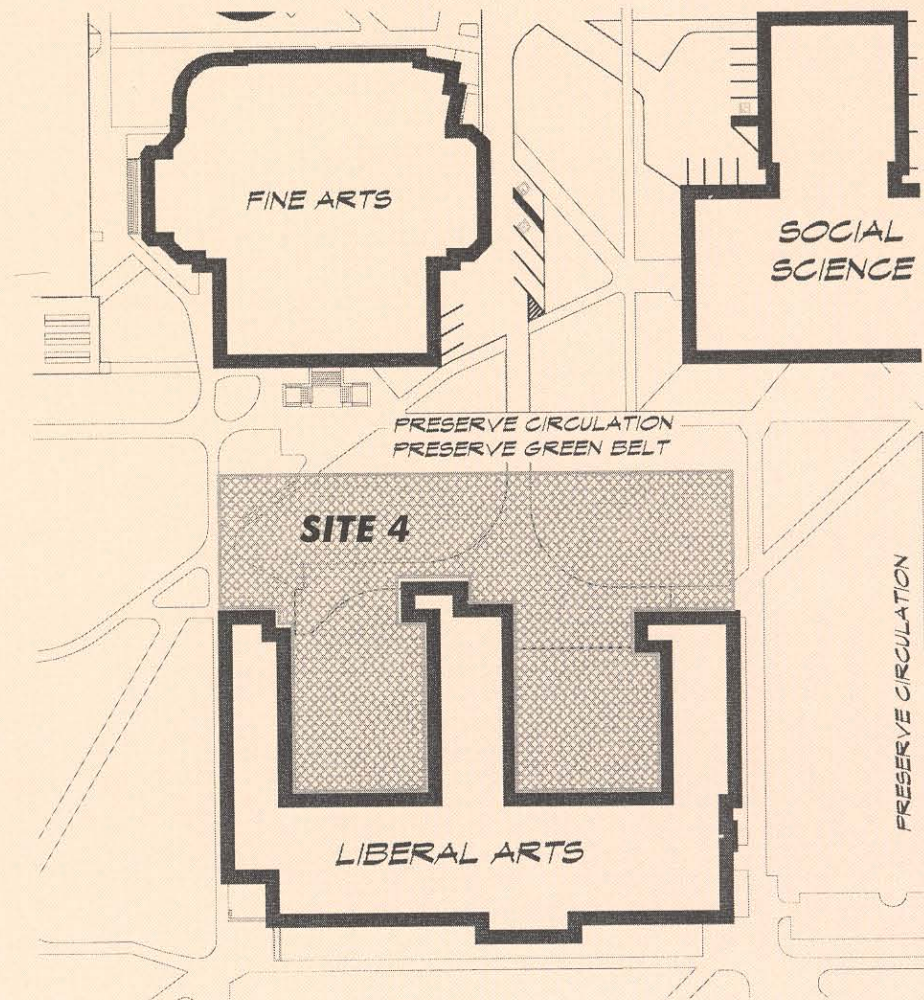 FINE ARTS
SOCIAL
SCIENCE
PRESERVE CIRCULATION
PRESERVE GREEN BELT
SITE 4
PRESERVE CIRCULATION
LIBERAL ARTS